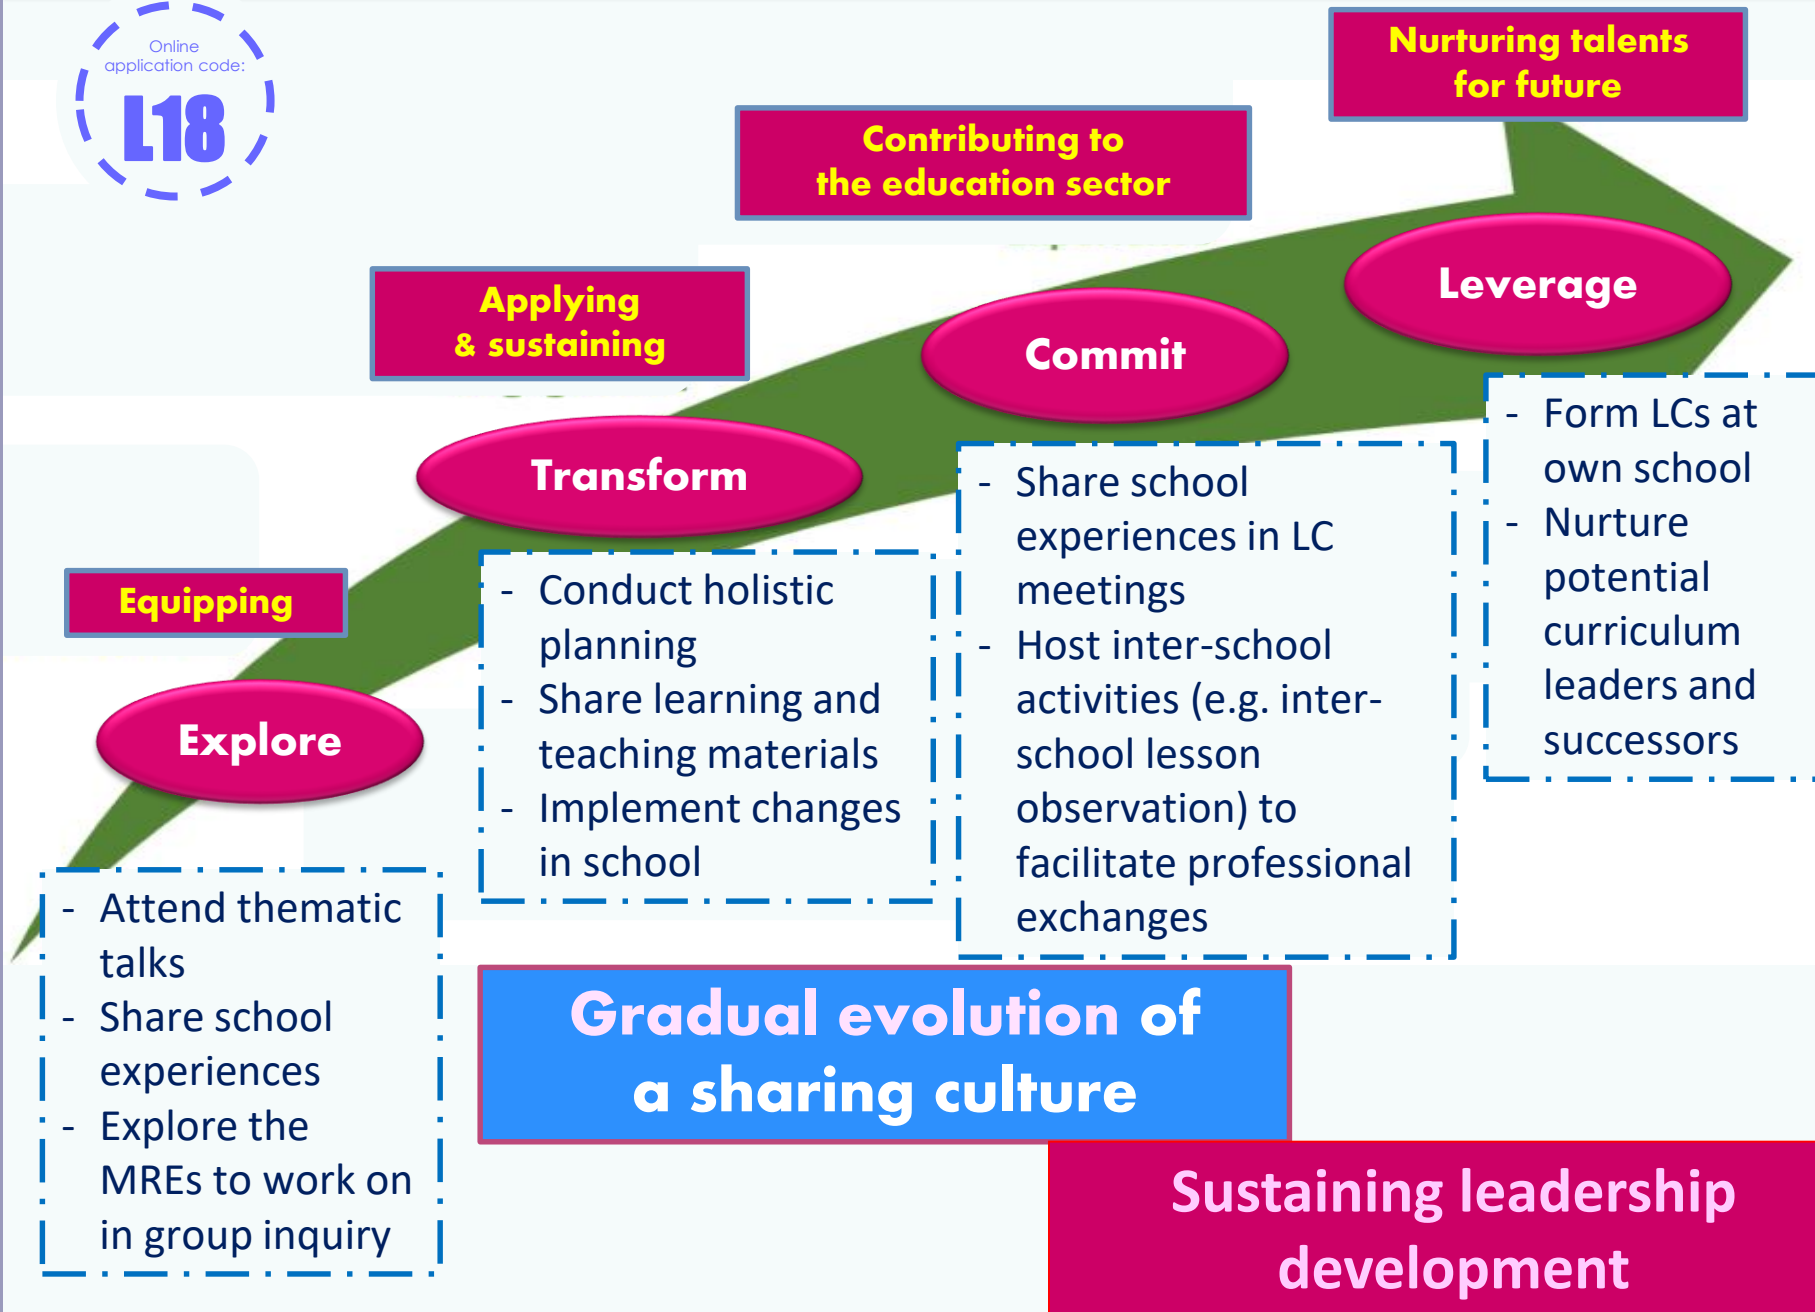 Online
application code:
L18
Nurturing talents
for future
Contributing to
the education sector
Applying
& sustaining
Equipping
Leverage
Commit
Transform
Explore
- Attend thematic
talks
- Share school
experiences
- Explore the
MREs to work on
in group inquiry
- Conduct holistic
planning
- Share learning and
teaching materials
- Implement changes
in school
- Share school
experiences in LC
meetings
- Host inter-school
activities (e.g. inter-
school lesson
observation) to
facilitate professional
exchanges
- Form LCs at
own school
- Nurture
potential
curriculum
leaders and
successors
Gradual evolution of
a sharing culture
Sustaining leadership
development